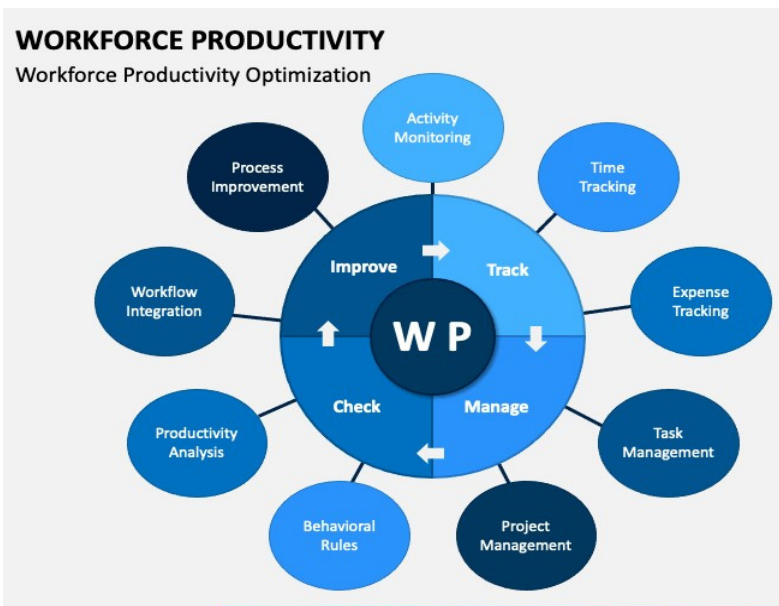 WORKFORCE PRODUCTIVITY
Workforce Productivity Optimization
Activity
Monitoring
Process
Improvement
Time
Tracking
Improve
Track
Workflow
Integration
Expense
Tracking
W P
Check
Manage
Productivity
Analysis
Task
Management
Behavioral
Rules
Project
Management